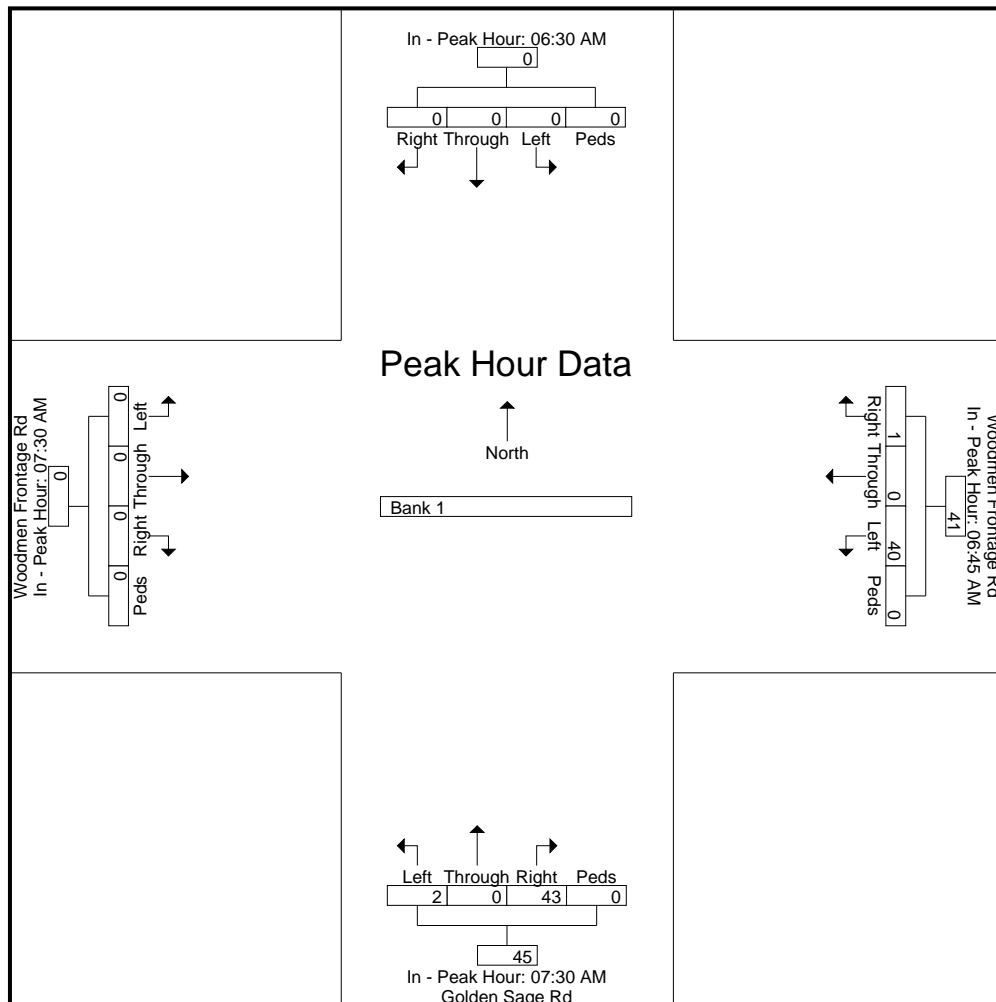 In - Peak Hour: 06:30 AM
0
0 0 0 0
Right Through Left Peds
Peak Hour Data
North
Bank 1
Woodmen Frontage Rd
In - Peak Hour: 07:30 AM
0
0 0 0 0
Left Through Right Peds
Woodmen Frontage Rd
In - Peak Hour: 06:45 AM
41
1 0 40 0
Right Through Left Peds
Left Through Right Peds
2 0 43 0
45
In - Peak Hour: 07:30 AM
Golden Sage Rd